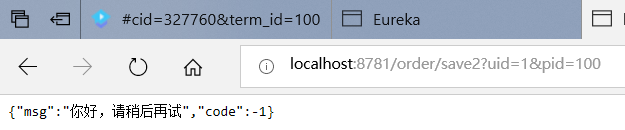 #cid=327760&term_id=100
Eureka
localhost:8781/order/save2?uid=1&pid=100
{"msg":"你好，请稍后再试","code":-1}